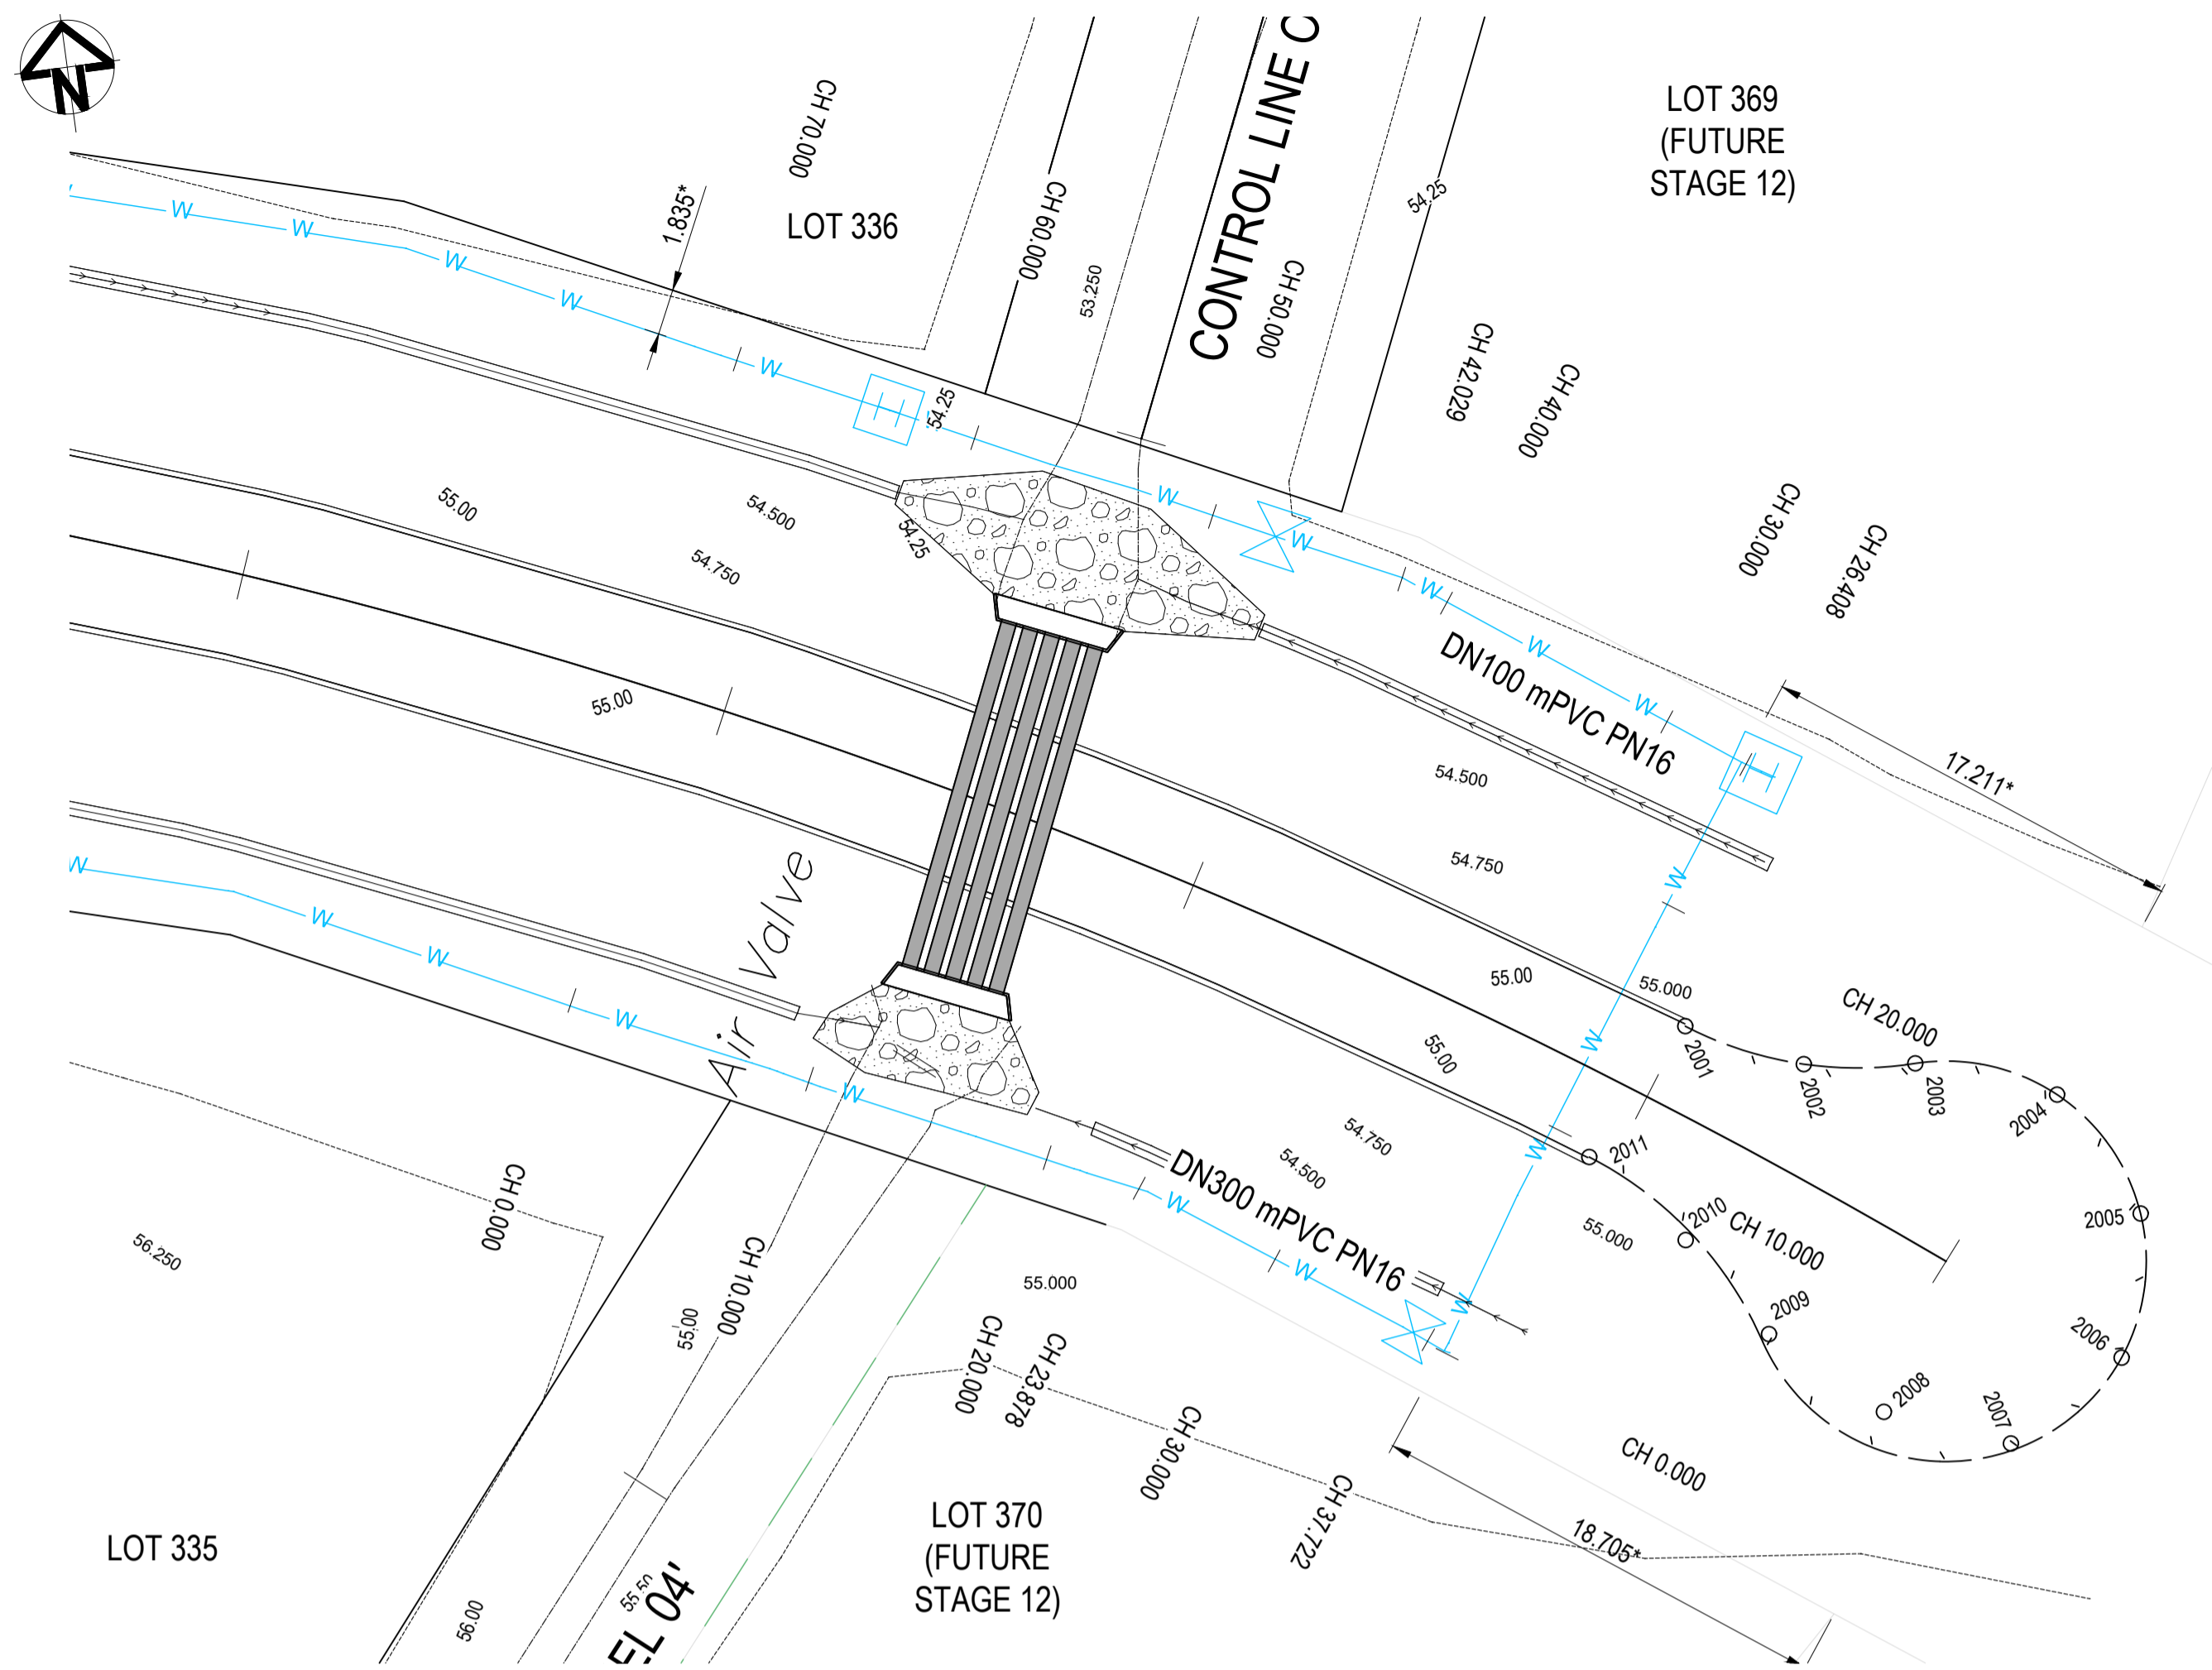 N
CONTROL LINE C
LOT 369
(FUTURE
STAGE 12)
CH 70.000
LOT 336
1.835*
CH 60.000
53.250
CH 50.000
54.25
CH 42.029
CH 40.000
CH 30.000
CH 26.408
W
W
W
W
W
54.25
W
W
W
W
W
54.25
55.00
54.500
54.750
55.00
DN100 mPVC PN16
17.211*
54.500
54.750
55.00
55.000
W
W
W
W
W
CH 20.000
2001
2002
2003
2004
2005
2006
2007
2008
2009
2010
2011
CH 10.000
CH 0.000
Air Valve
W
W
W
W
W
W
W
55.00
54.750
54.500
55.000
DN300 mPVC PN16
55.000
56.250
CH 0.000
CH 10.000
55.00
CH 20.000
CH 23.878
CH 30.000
CH 37.722
18.705*
LOT 335
LOT 370
(FUTURE
STAGE 12)
56.00
55.50
EL 04'